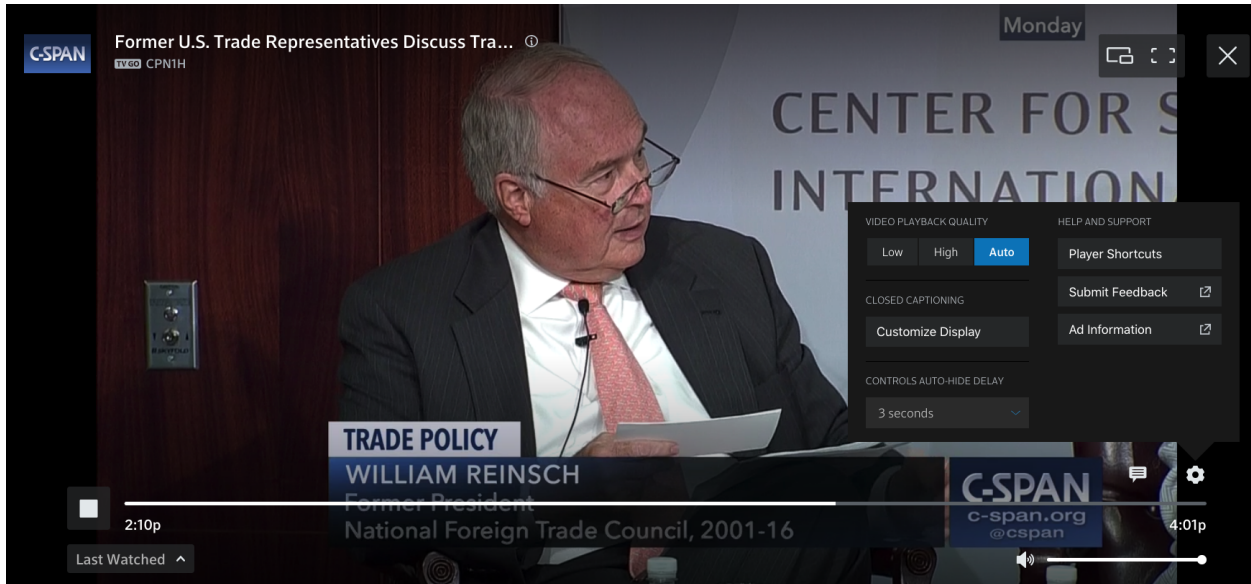 Monday
C-SPAN
Former U.S. Trade Representatives Discuss Tra...
TV GO CPN1H
CENTER FOR S
INTERNATION
VIDEO PLAYBACK QUALITY
Low High Auto
CLOSED CAPTIONING
Customize Display
CONTROLS AUTO-HIDE DELAY
3 seconds
HELP AND SUPPORT
Player Shortcuts
Submit Feedback
Ad Information
TRADE POLICY
WILLIAM REINSCH
Former President
National Foreign Trade Council, 2001-16
C-SPAN
c-span.org
@cspan
2:10p
4:01p
Last Watched